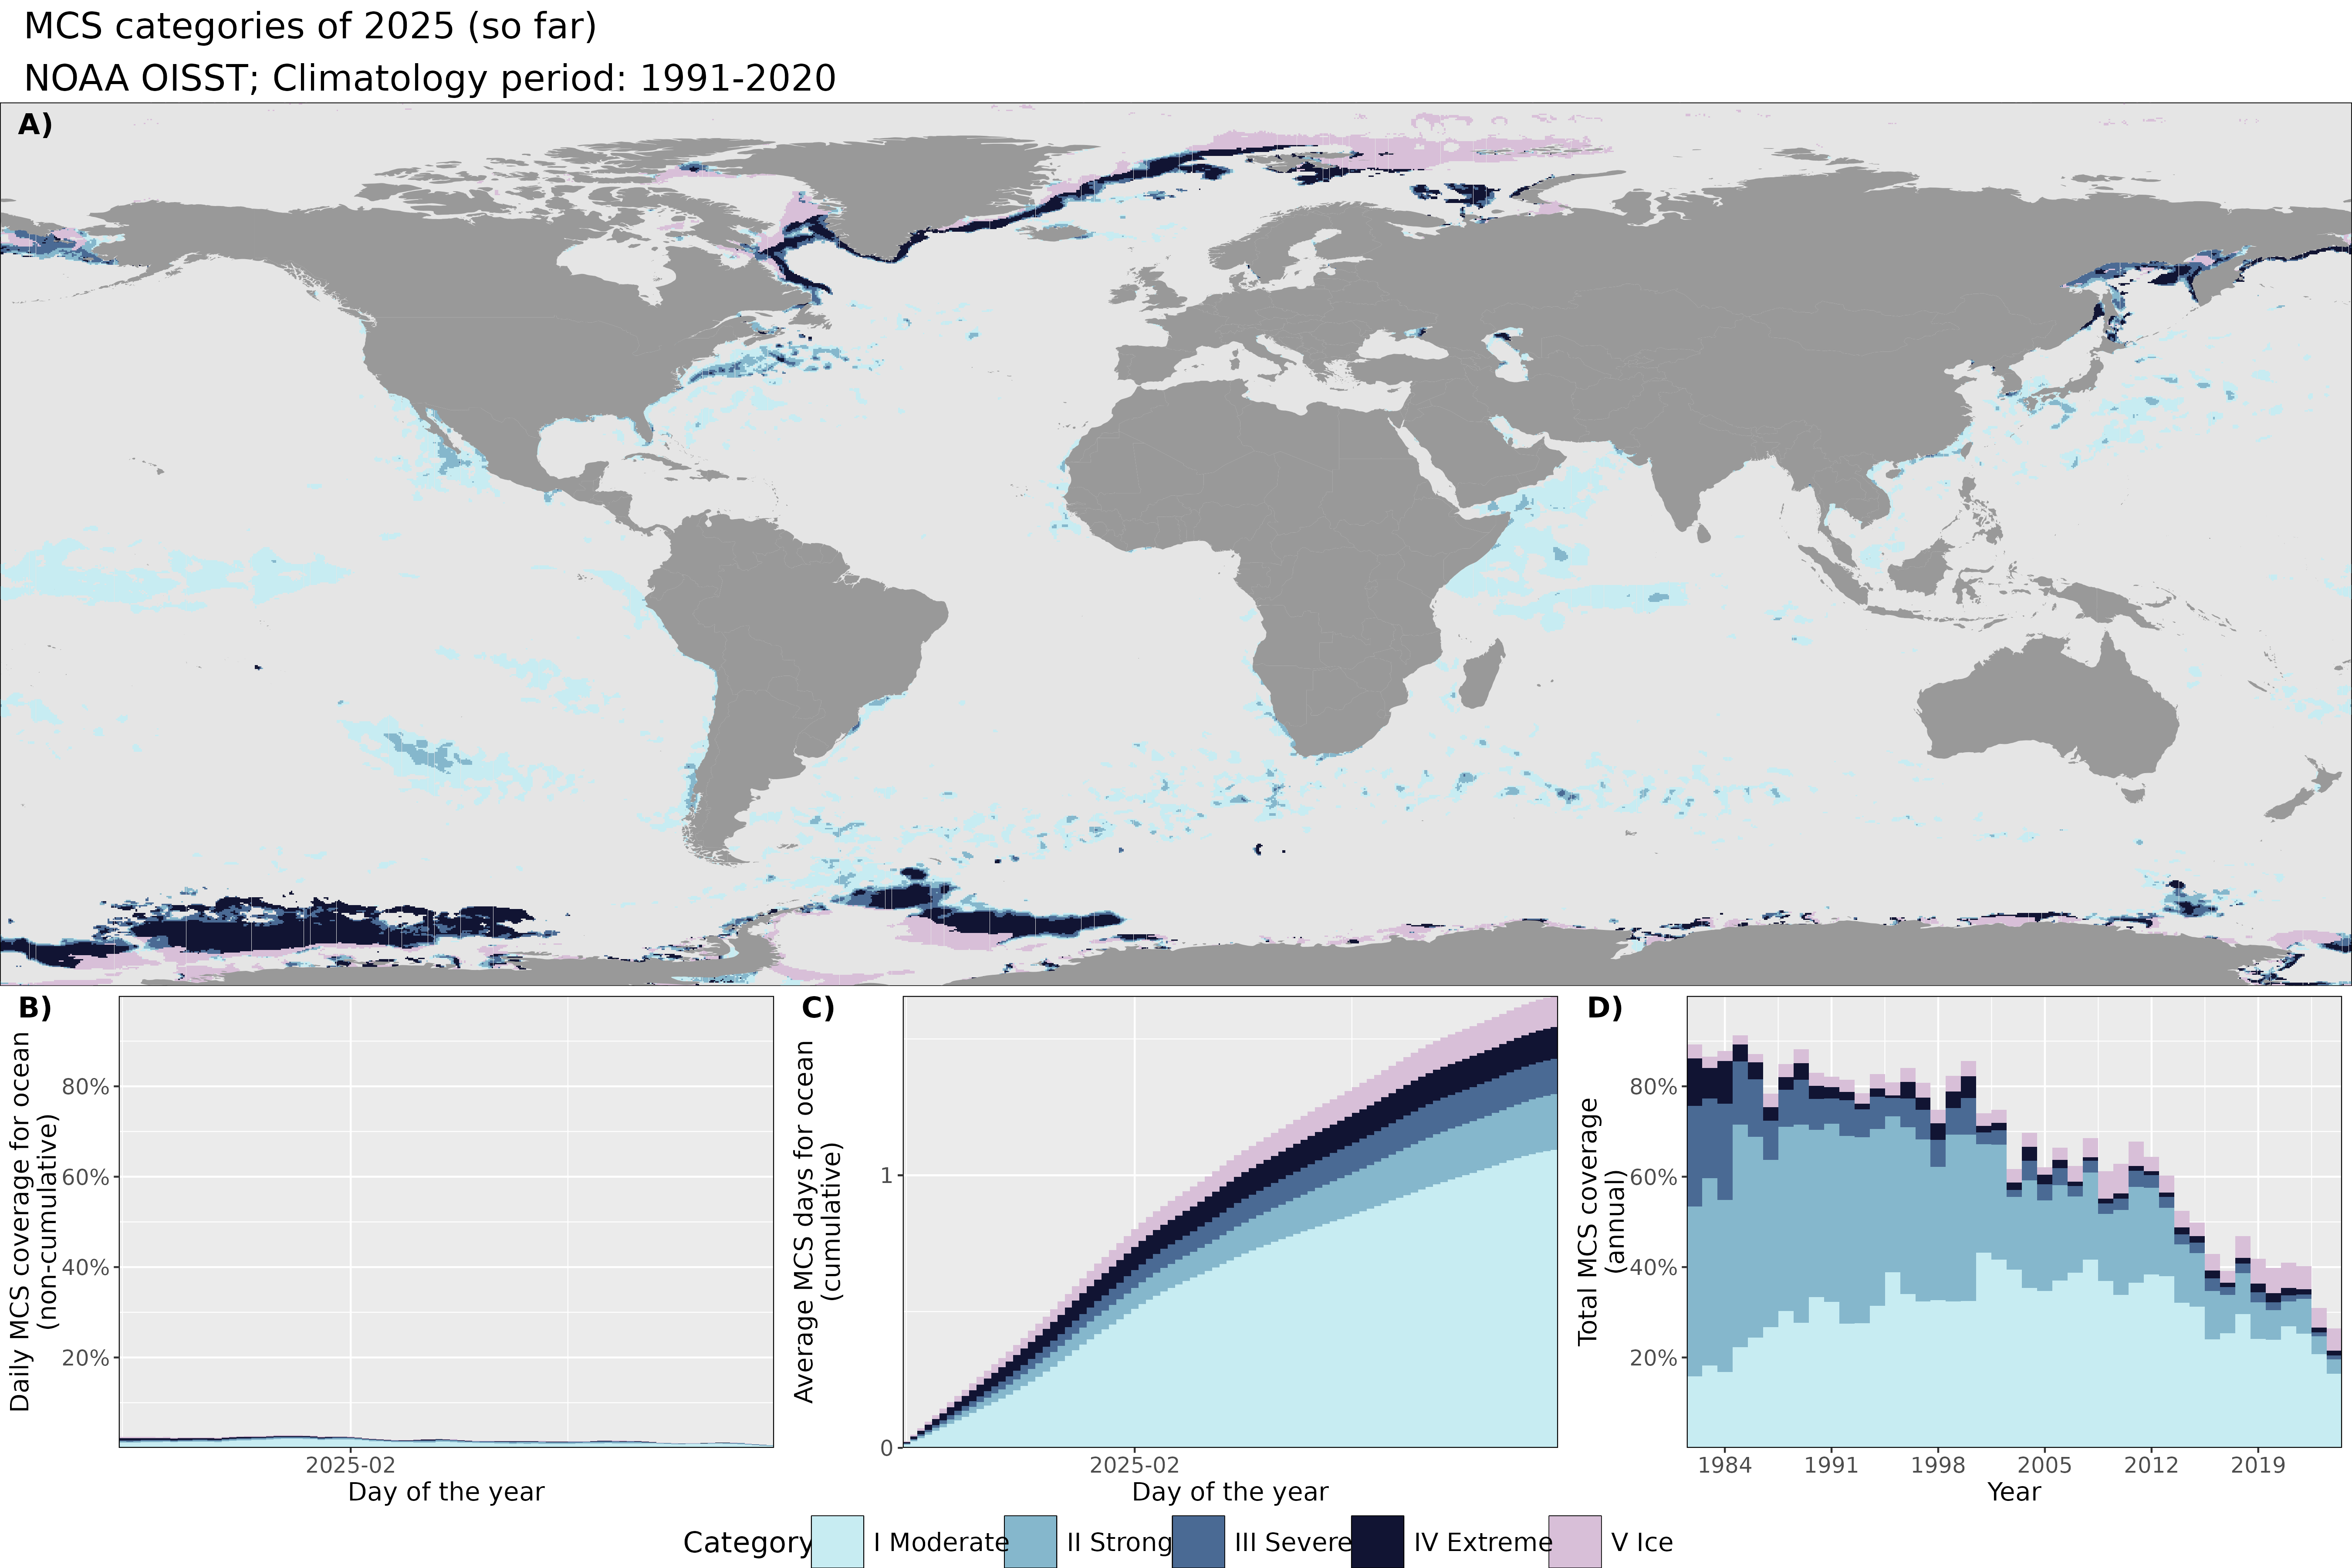 MCS categories of 2025 (so far)
NOAA OISST; Climatology period: 1991-2020
A)
B)
Daily MCS coverage for ocean
(non-cumulative)
80%
60%
40%
20%
2025-02
Day of the year
C)
Average MCS days for ocean
(cumulative)
1
0
2025-02
Day of the year
D)
Total MCS coverage
(annual)
80%
60%
40%
20%
1984 1991 1998 2005 2012 2019
Year
Category I Moderate II Strong III Severe IV Extreme V Ice